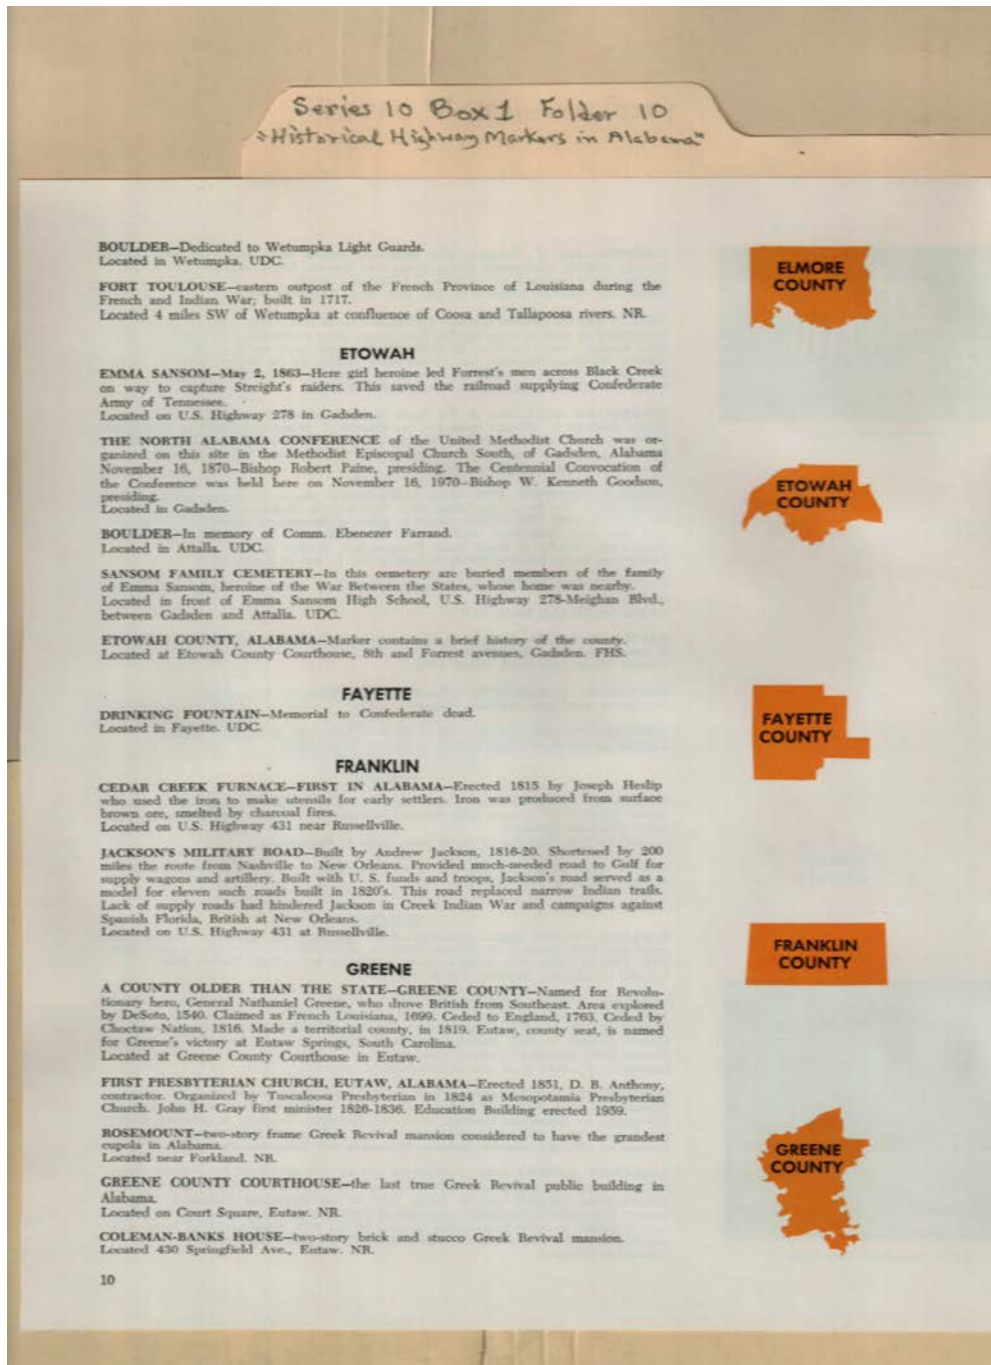 Series 10 Box 1 Folder 10
"Historical Highway Markers in Alabama"
BOULDER—Dedicated to Wetumpka Light Guards.
Located in Wetumpka. UDC.
FORT TOULOUSE—eastern outpost of the French Province of Louisiana during the
French and Indian War; built in 1717.
Located 4 miles SW of Wetumpka at confluence of Coosa and Tallapoosa rivers. NR.
ELMORE
COUNTY
ETOWAH
EMMA SANSOM—May 2, 1863—Here girl heroine led Forrest's men across Black Creek
on way to capture Streight's raiders. This saved the railroad supplying Confederate
Army of Tennessee.
Located on U.S. Highway 278 in Gadsden.
THE NORTH ALABAMA CONFERENCE of the United Methodist Church was or-
ganized on this site in the Methodist Episcopal Church South, of Gadsden, Alabama
November 16, 1870—Bishop Robert Paine, presiding. The Centennial Convocation of
the Conference was held here on November 16, 1970—Bishop W. Kenneth Goodson,
presiding.
Located in Gadsden.
BOULDER—In memory of Comm. Ebenezer Farrand.
Located in Attalla. UDC.
SANSOM FAMILY CEMETERY—In this cemetery are buried members of the family
of Emma Sansom, heroine of the War Between the States, whose home was nearby.
Located in front of Emma Sansom High School, U.S. Highway 278-Meighan Blvd.,
between Gadsden and Attalla. UDC.
ETOWAH COUNTY, ALABAMA—Marker contains a brief history of the county.
Located at Etowah County Courthouse, 8th and Forrest avenues, Gadsden. FHS.
ETOWAH
COUNTY
FAYETTE
DRINKING FOUNTAIN—Memorial to Confederate dead.
Located in Fayette. UDC.
FAYETTE
COUNTY
FRANKLIN
CEDAR CREEK FURNACE—FIRST IN ALABAMA—Erected 1815 by Joseph Heslip
who used the iron to make utensils for early settlers. Iron was produced from surface
brown ore, smelted by charcoal fires.
Located on U.S. Highway 431 near Russellville.
JACKSON'S MILITARY ROAD—Built by Andrew Jackson, 1816-20. Shortened by 200
miles the route from Nashville to New Orleans. Provided much-needed road to Gulf for
supply wagons and artillery. Built with U. S. funds and troops, Jackson's road served as a
model for eleven such roads built in 1820's. This road replaced narrow Indian trails.
Lack of supply roads had hindered Jackson in Creek Indian War and campaigns against
Spanish Florida, British at New Orleans.
Located on U.S. Highway 431 at Russellville.
FRANKLIN
COUNTY
GREENE
A COUNTY OLDER THAN THE STATE—GREENE COUNTY—Named for Revolu-
tionary hero, General Nathaniel Greene, who drove British from Southeast. Area explored
by DeSoto, 1540. Claimed as French Louisiana, 1699. Ceded to England, 1763. Ceded by
Choctaw Nation, 1816. Made a territorial county, in 1819. Eutaw, county seat, is named
for Greene's victory at Eutaw Springs, South Carolina.
Located at Greene County Courthouse in Eutaw.
FIRST PRESBYTERIAN CHURCH, EUTAW, ALABAMA—Erected 1851, D. B. Anthony,
contractor. Organized by Tuscaloosa Presbyterian in 1824 as Mesopotamia Presbyterian
Church. John H. Gray first minister 1826-1836. Education Building erected 1959.
ROSEMOUNT—two-story frame Greek Revival mansion considered to have the grandest
cupola in Alabama.
Located near Forkland. NR.
GREENE COUNTY COURTHOUSE—the last true Greek Revival public building in
Alabama.
Located on Court Square, Eutaw. NR.
COLEMAN-BANKS HOUSE—two-story brick and stucco Greek Revival mansion.
Located 430 Springfield Ave., Eutaw. NR.
GREENE
COUNTY
10